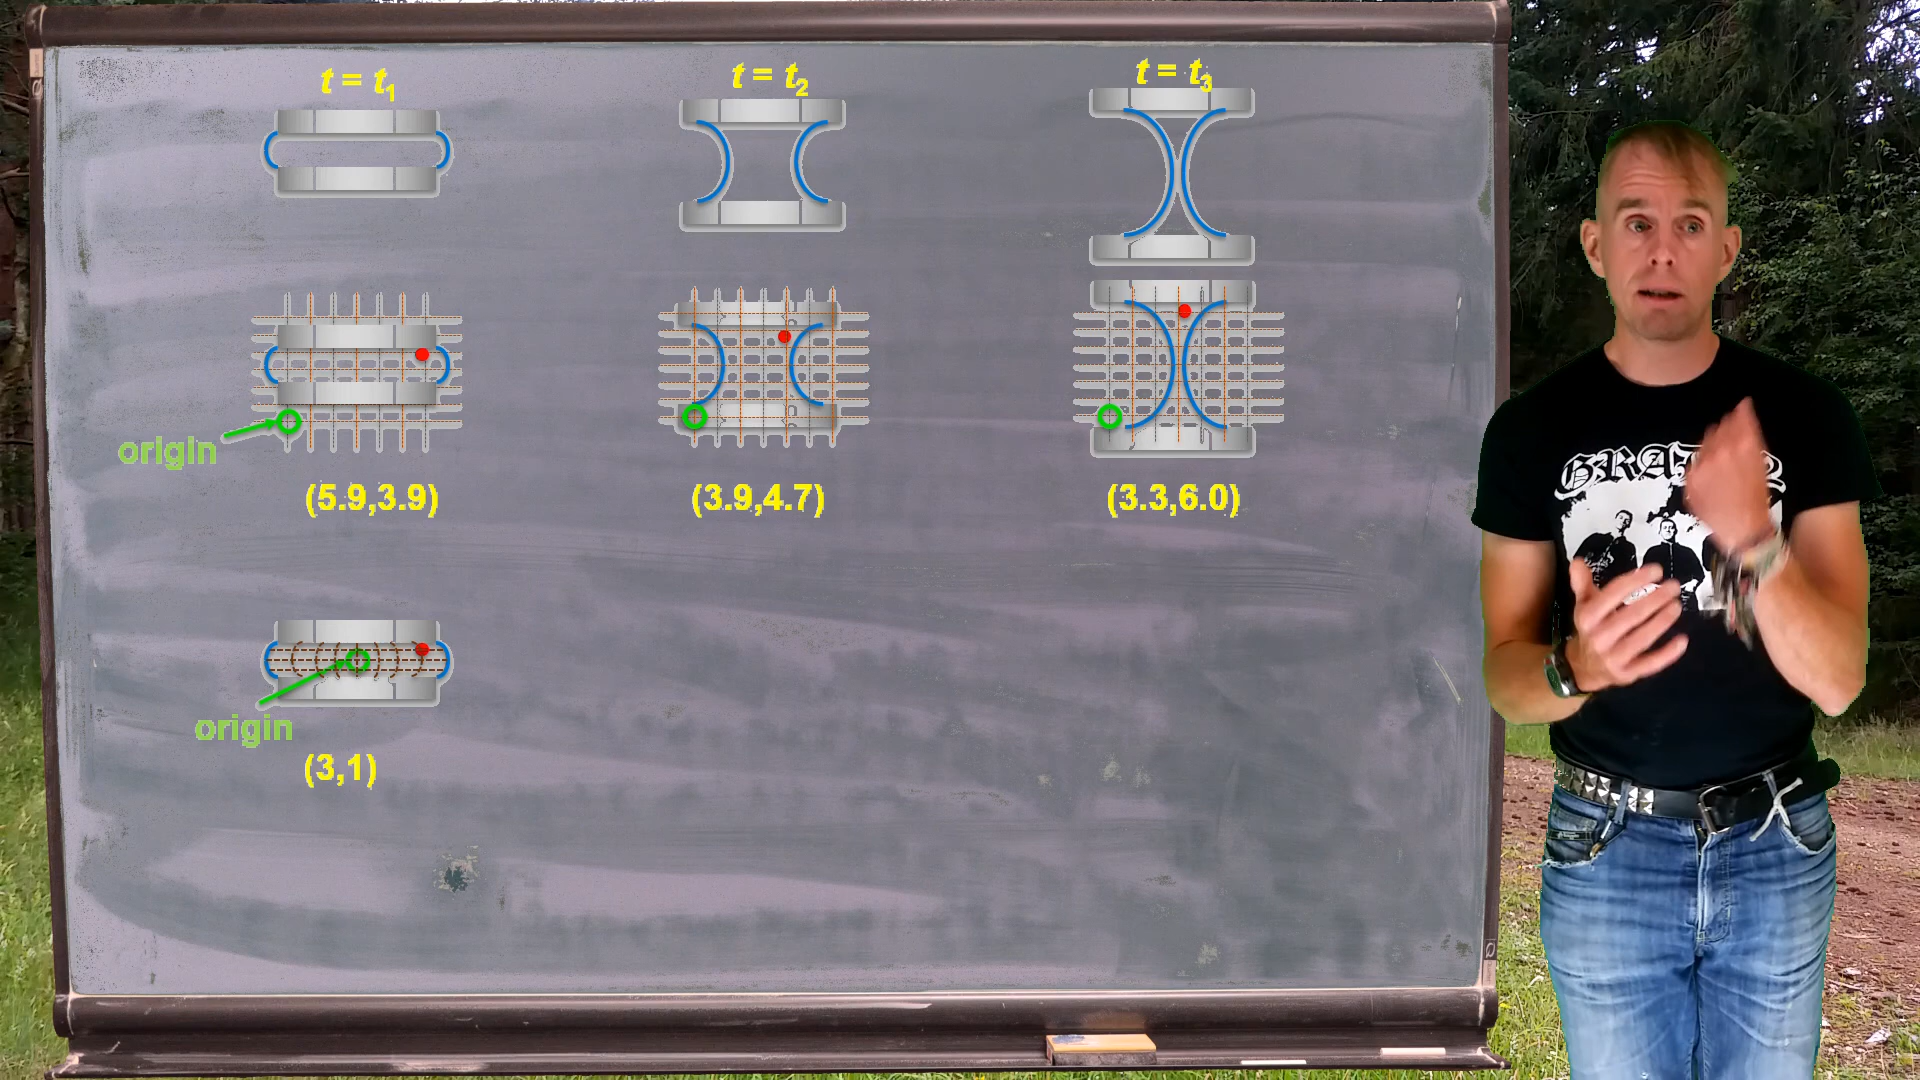 t = t1
t = t2
t = t3
origin
(5.9,3.9)
(3.9,4.7)
(3.3,6.0)
origin
(3,1)